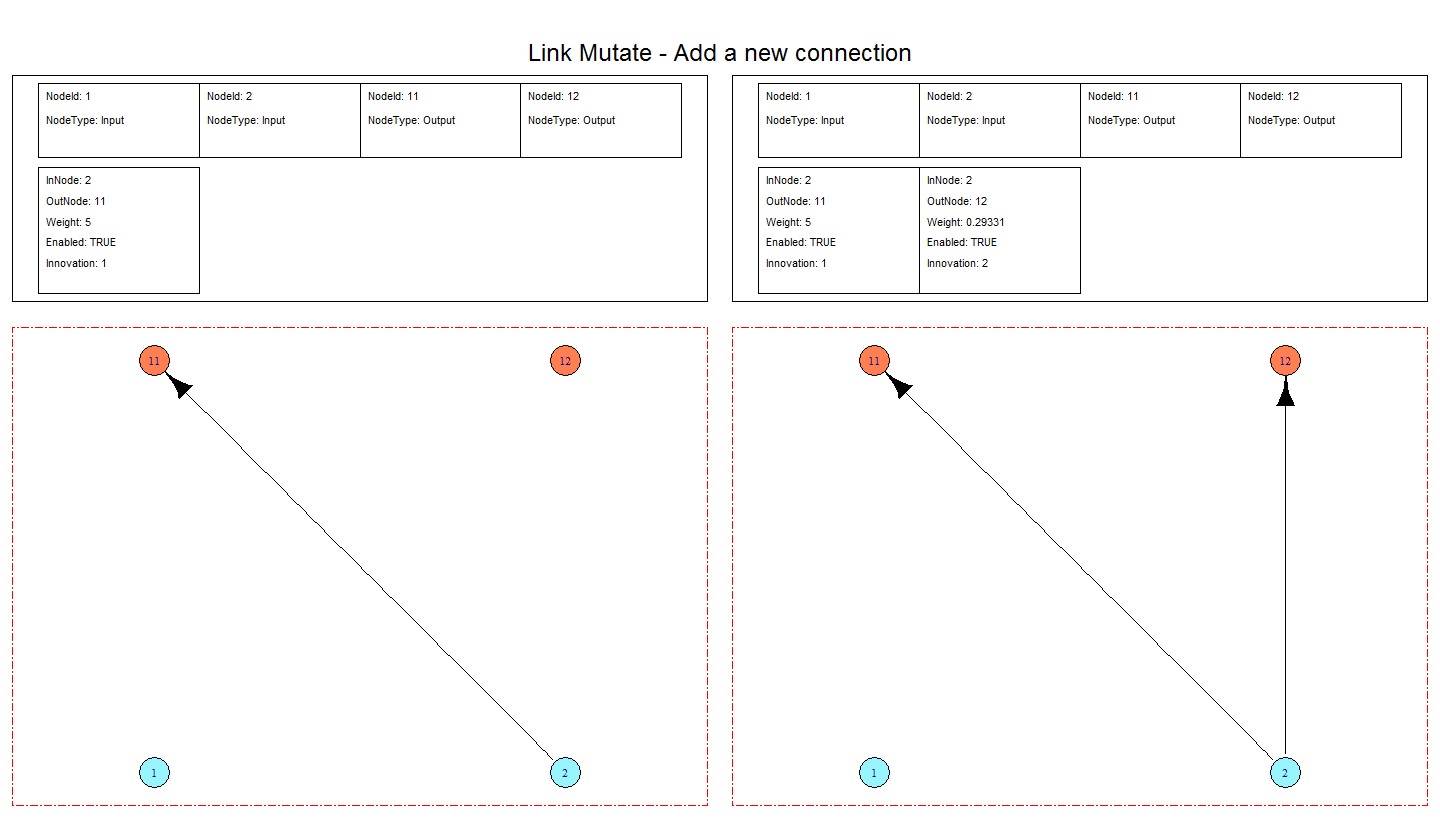 Link Mutate - Add a new connection
NodeId: 1
NodeType: Input
NodeId: 2
NodeType: Input
NodeId: 11
NodeType: Output
NodeId: 12
NodeType: Output
InNode: 2
OutNode: 11
Weight: 5
Enabled: TRUE
Innovation: 1
11
12
1
2
NodeId: 1
NodeType: Input
NodeId: 2
NodeType: Input
NodeId: 11
NodeType: Output
NodeId: 12
NodeType: Output
InNode: 2
OutNode: 11
Weight: 5
Enabled: TRUE
Innovation: 1
InNode: 2
OutNode: 12
Weight: 0.29331
Enabled: TRUE
Innovation: 2
11
12
1
2